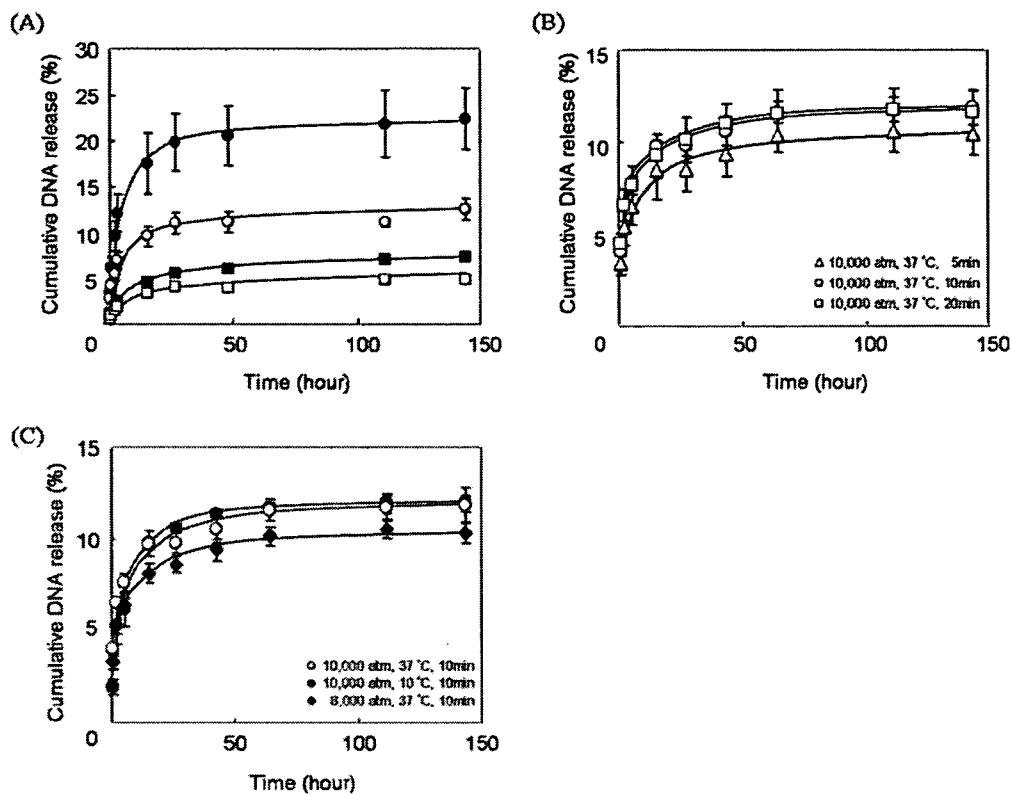 (A)
30
25
20
15
10
5
0
50
100
150
Cumulative DNA release (%)
Time (hour)
(B)
15
10
5
0
50
100
150
Cumulative DNA release (%)
10,000 atm, 37 °C, 5min
10,000 atm, 37 °C, 10min
10,000 atm, 37 °C, 20min
Time (hour)
(C)
15
10
5
0
50
100
150
Cumulative DNA release (%)
10,000 atm, 37 °C, 10min
10,000 atm, 10 °C, 10min
8,000 atm, 37 °C, 10min
Time (hour)